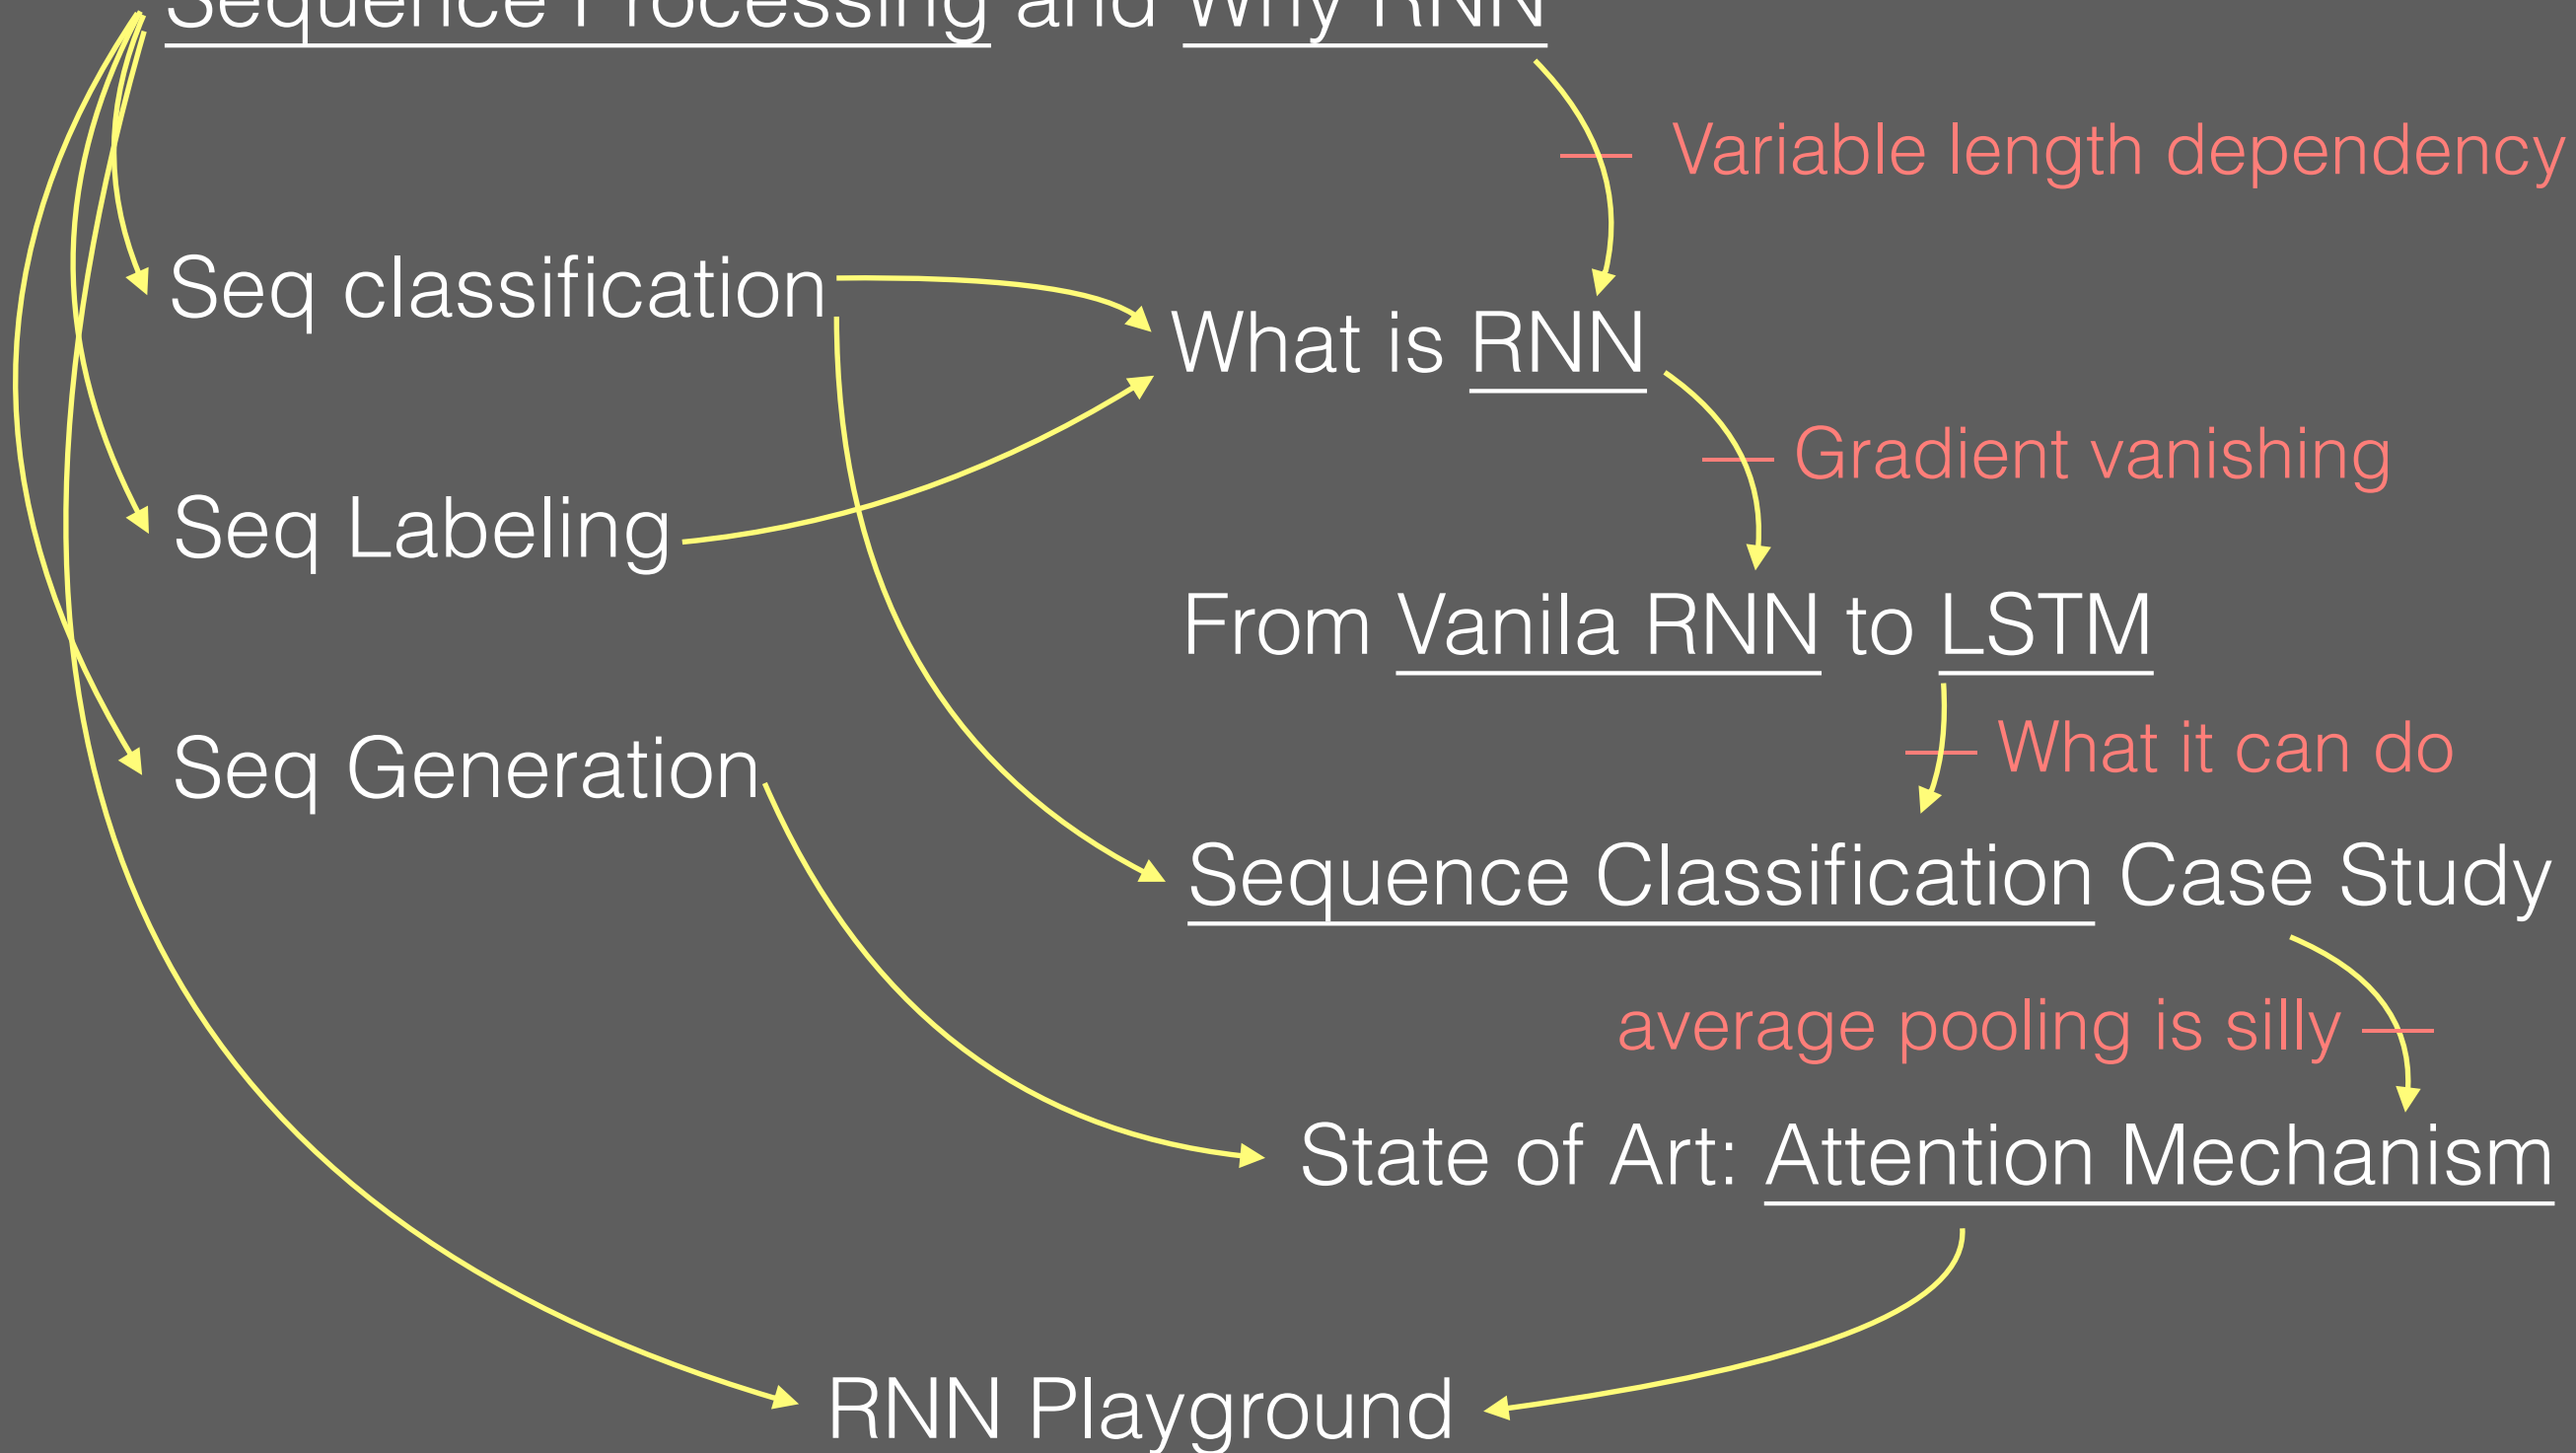 Sequence Processing and Why RNN
Variable length dependency
Seq classification
What is RNN
Gradient vanishing
Seq Labeling
From Vanila RNN to LSTM
What it can do
Seq Generation
Sequence Classification Case Study
average pooling is silly
State of Art: Attention Mechanism
RNN Playground